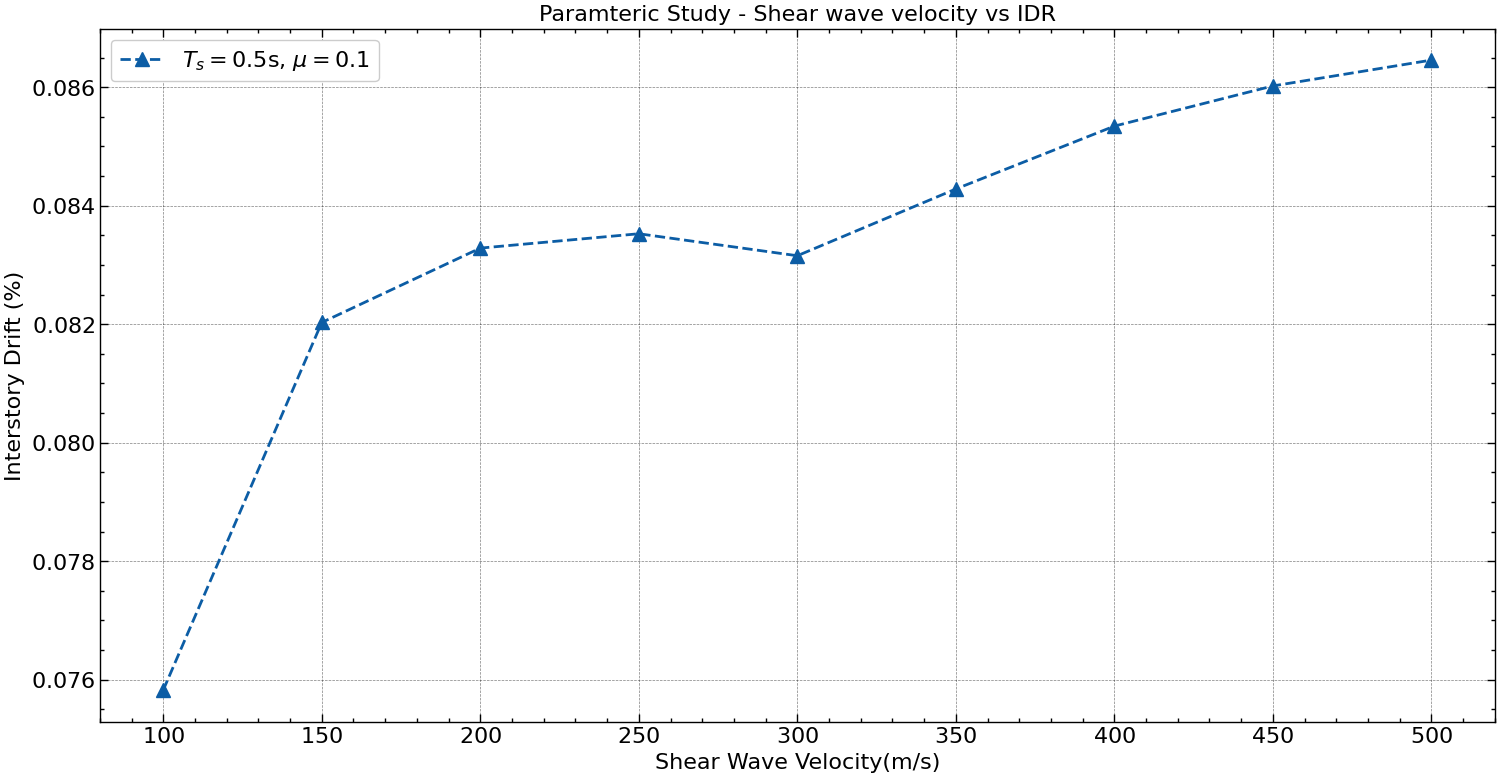 Paramteric Study - Shear wave velocity vs IDR
T_s = 0.5s, μ = 0.1
0.086
0.084
0.082
0.080
0.078
0.076
Interstory Drift (%)
100 150 200 250 300 350 400 450 500
Shear Wave Velocity(m/s)